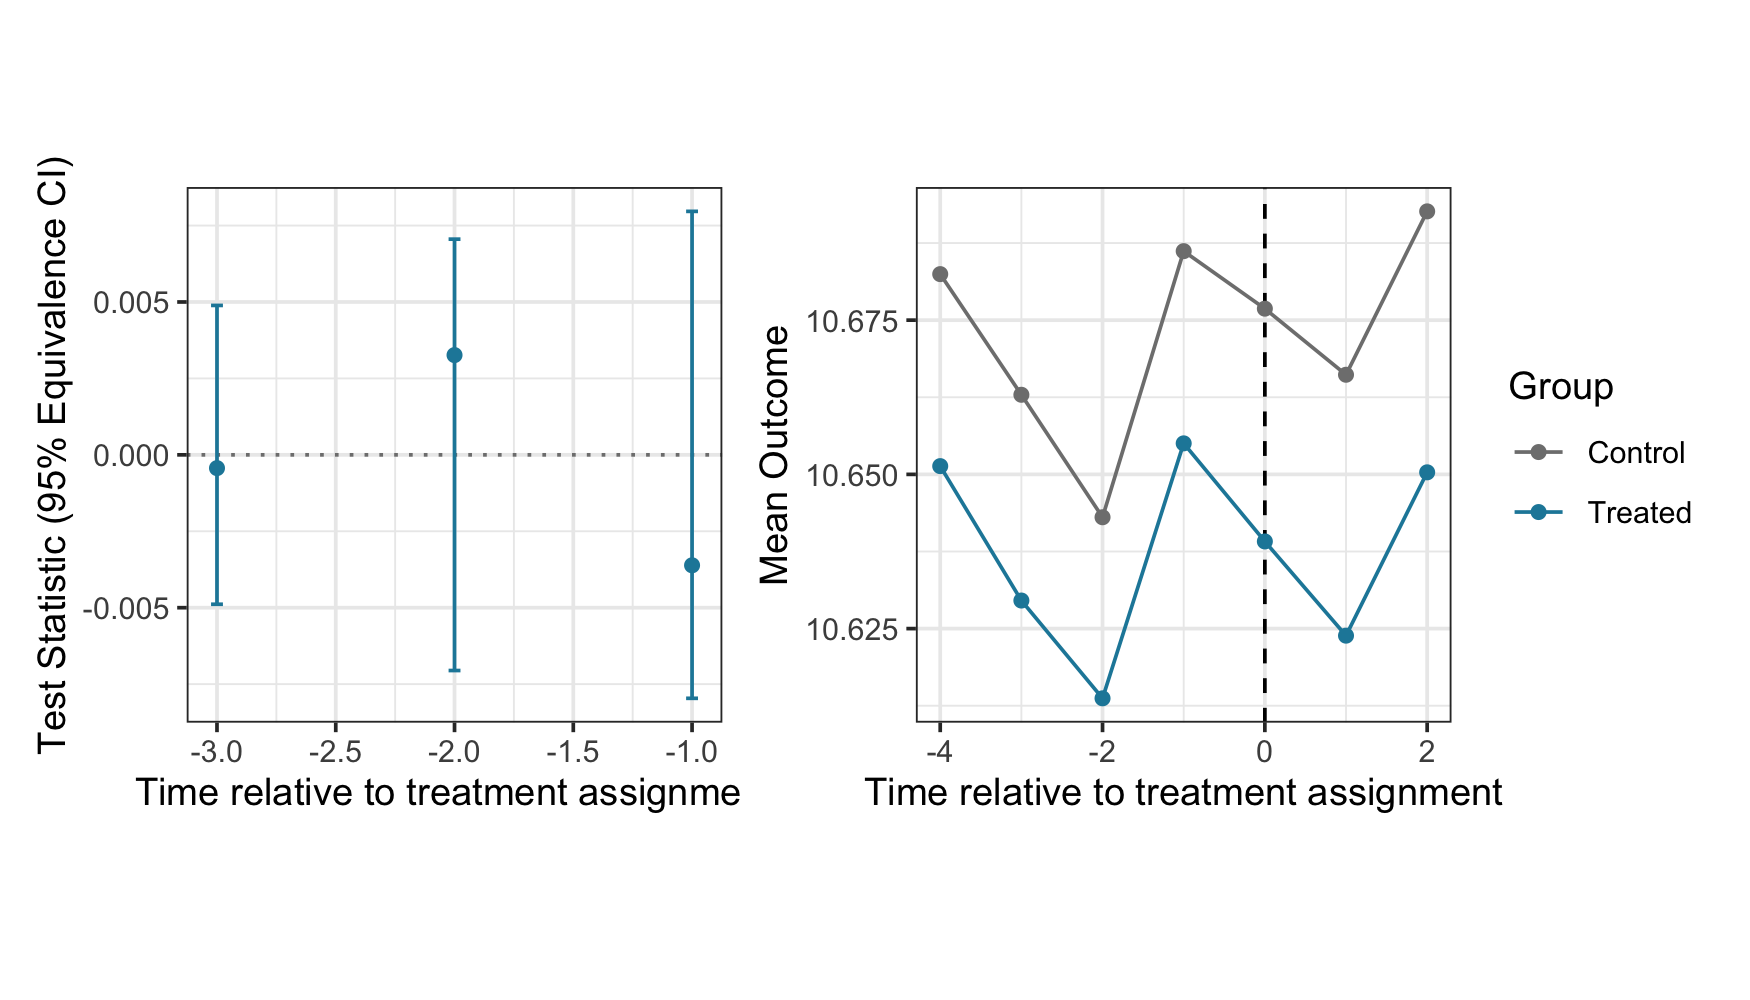 Test Statistic (95% Equivalence CI)
0.005
0.000
-0.005
-3.0
-2.5
-2.0
-1.5
-1.0
Time relative to treatment assignme
Mean Outcome
10.675
10.650
10.625
-4
-2
0
2
Time relative to treatment assignment
Group
Control
Treated